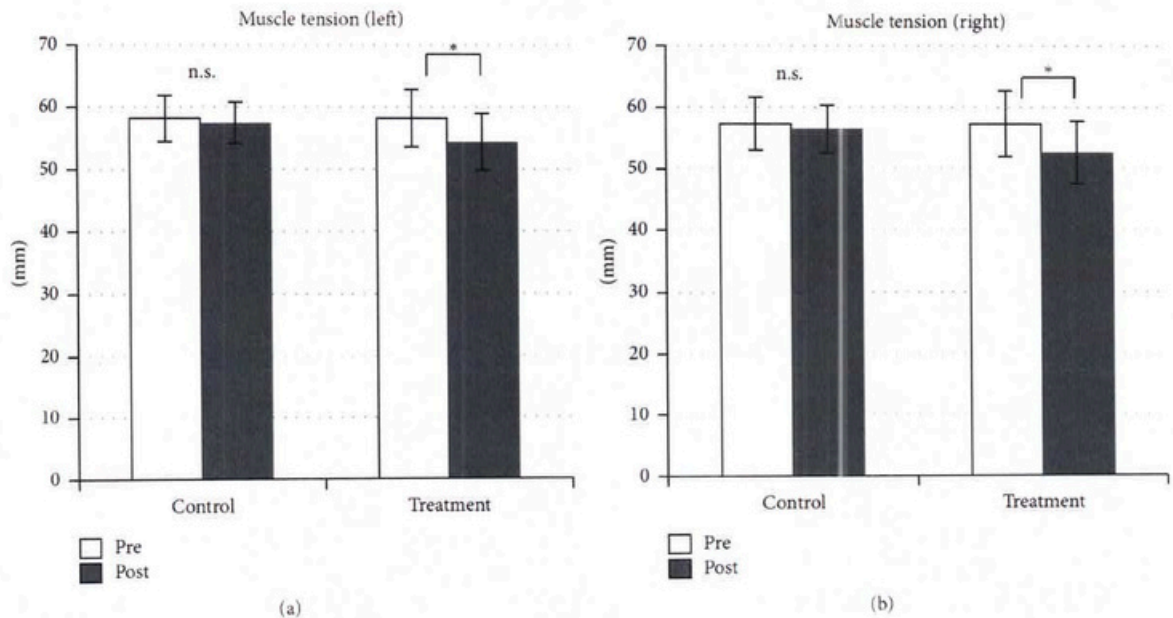 Muscle tension (left)
70
60
50
40
30
20
10
0
(mm)
n.s.
*
Control
Treatment
Pre
Post
(a)
Muscle tension (right)
70
60
50
40
30
20
10
0
(mm)
n.s.
*
Control
Treatment
Pre
Post
(b)